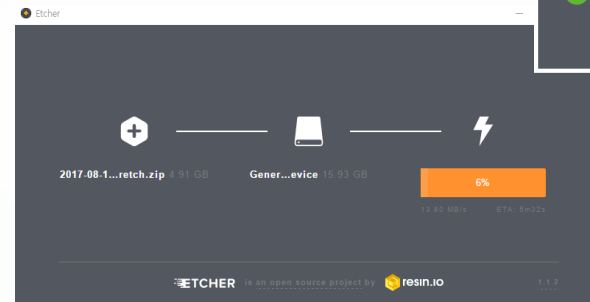 Etcher
2017-08-1...retch.zip 4.91 GB
Gener...evice 15.93 GB
6%
13.80 MB/s ETA: 5m32s
ETCHER is an open source project by resin.io
1.1.2